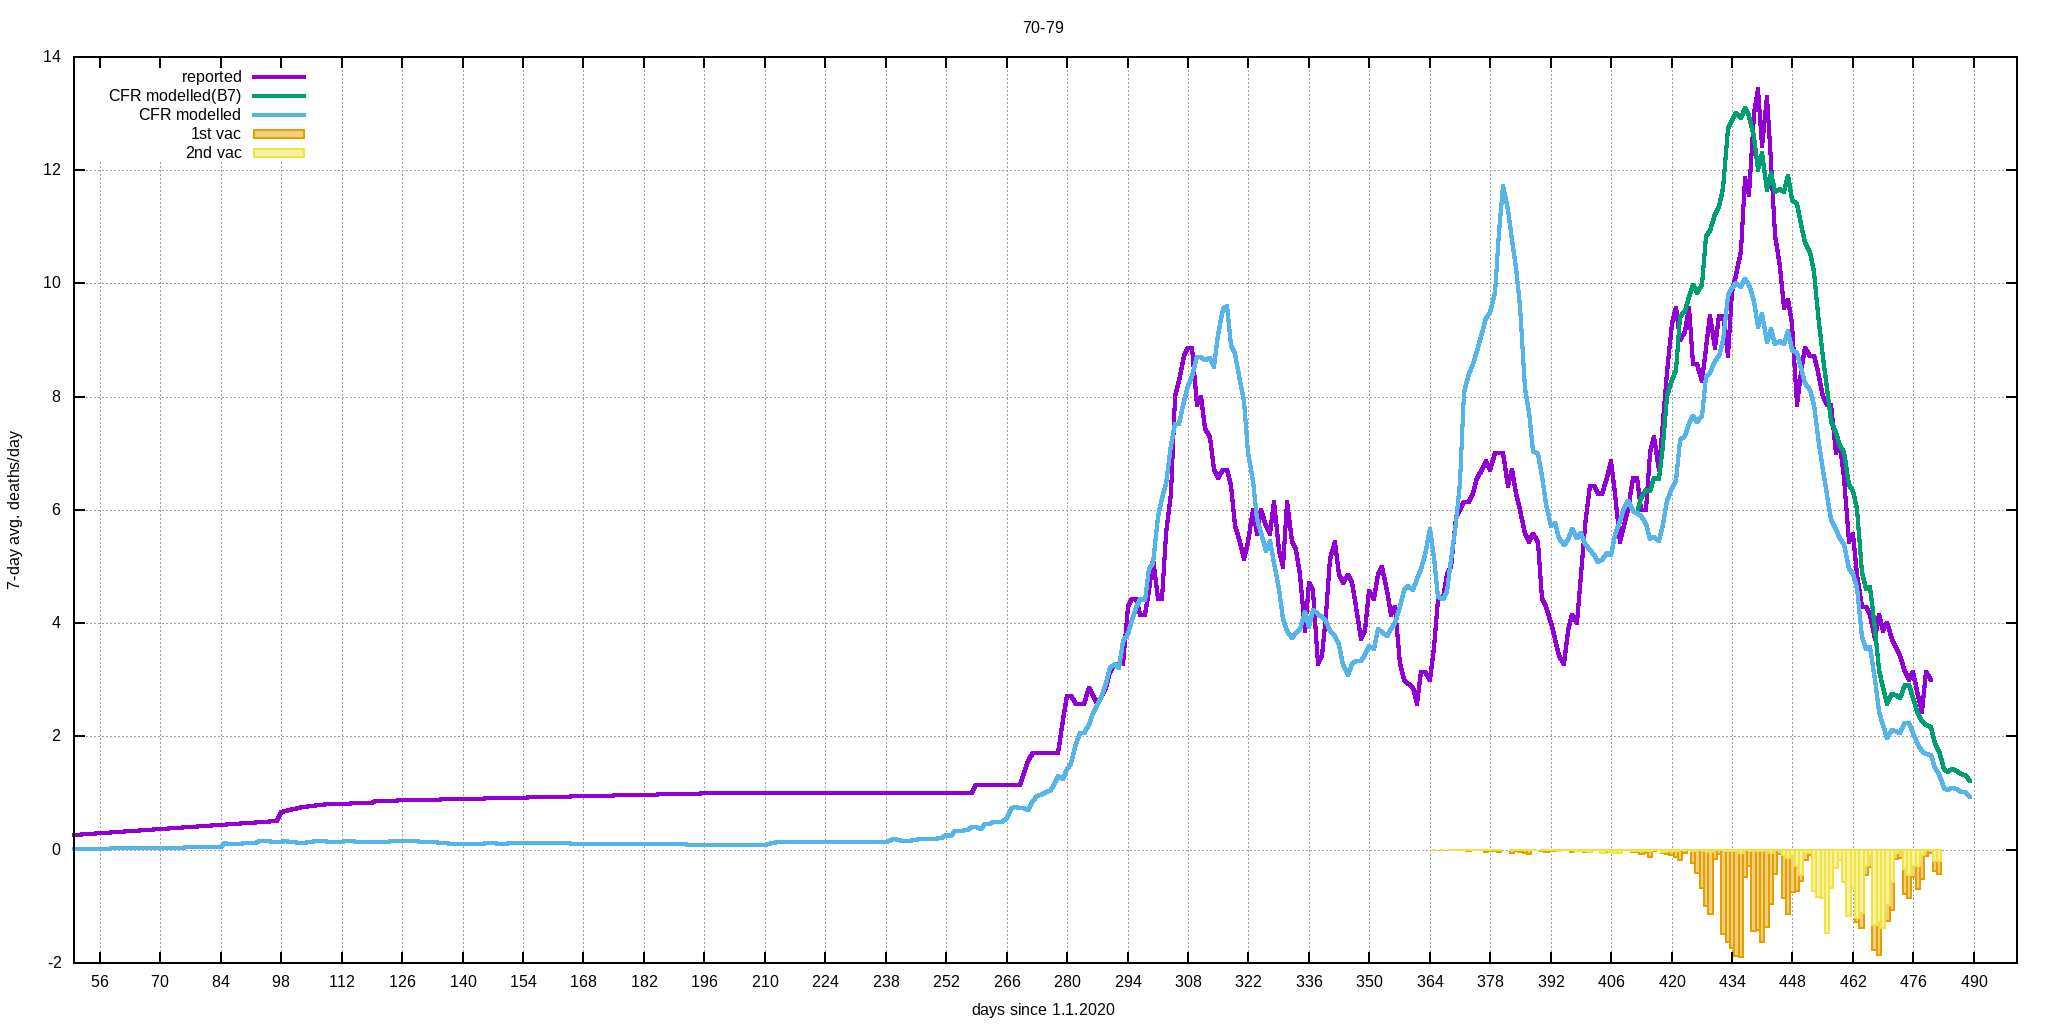 70-79
reported
CFR modelled(B7)
CFR modelled
1st vac
2nd vac
14
12
10
8
6
4
2
0
-2
7-day avg. deaths/day
56 70 84 98 112 126 140 154 168 182 196 210 224 238 252 266 280 294 308 322 336 350 364 378 392 406 420 434 448 462 476 490
days since 1.1.2020